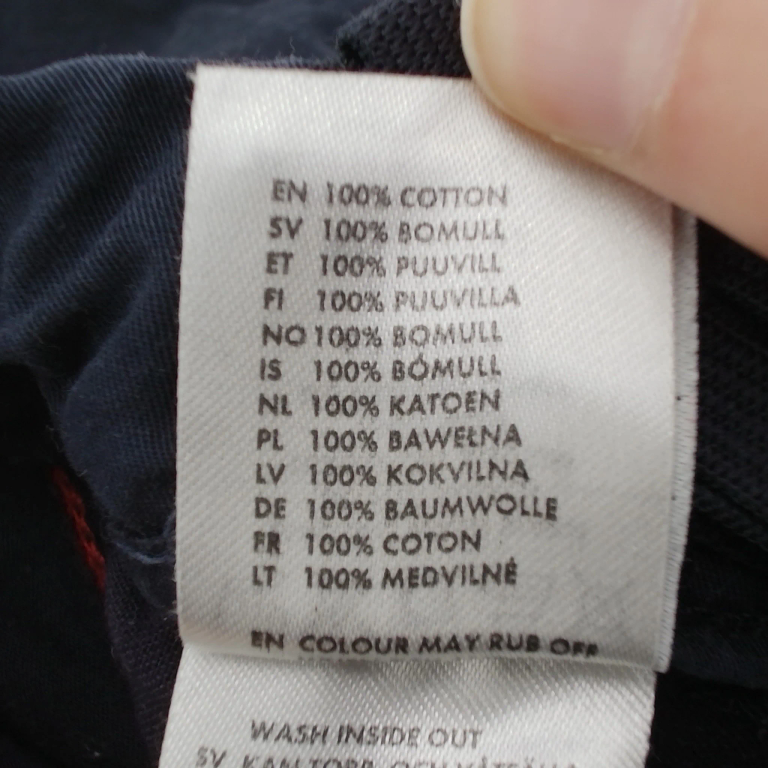 EN 100% COTTON
SV 100% BOMULL
ET 100% PUUVILL
FI 100% PUUVILLA
NO 100% BOMULL
IS 100% BÓMULL
NL 100% KATOEN
PL 100% BAWEŁNA
LV 100% KOKVILNA
DE 100% BAUMWOLLE
FR 100% COTON
LT 100% MEDVILNĖ
EN COLOUR MAY RUB OFF
WASH INSIDE OUT
SV KAN